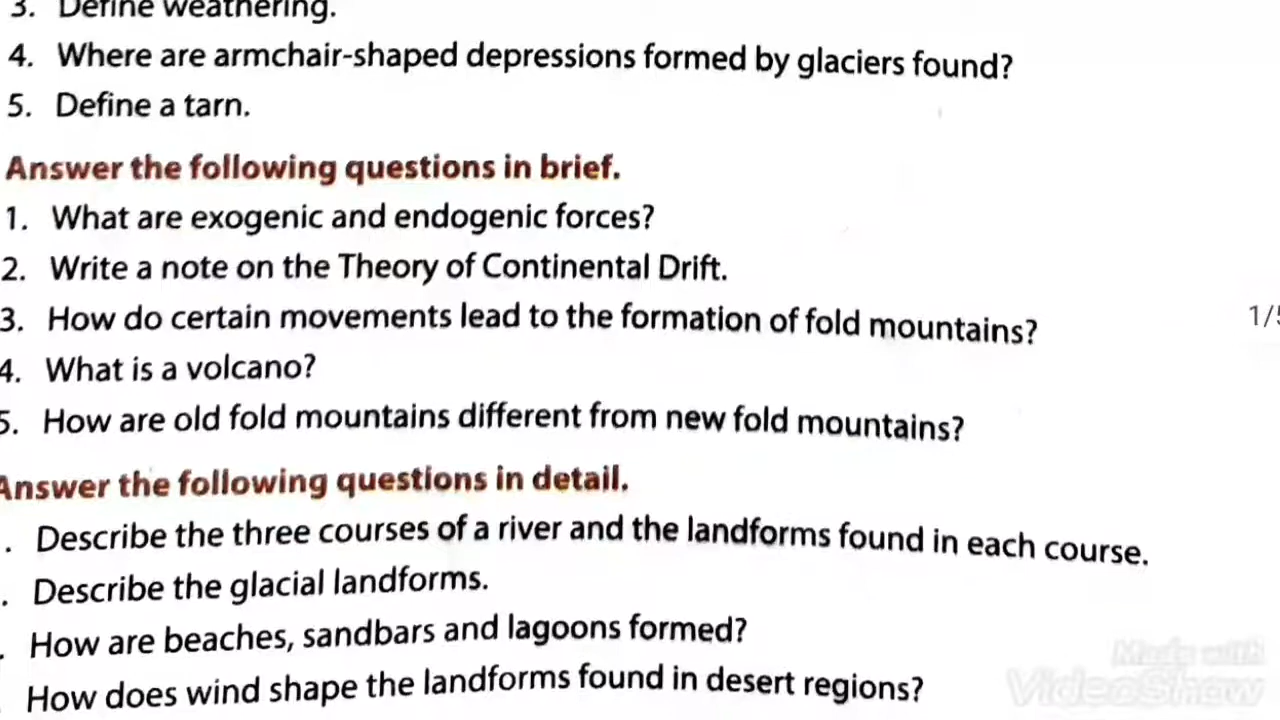 3. Define weathering.
4. Where are armchair-shaped depressions formed by glaciers found?
5. Define a tarn.
Answer the following questions in brief.
1. What are exogenic and endogenic forces?
2. Write a note on the Theory of Continental Drift.
3. How do certain movements lead to the formation of fold mountains?
1/5
4. What is a volcano?
5. How are old fold mountains different from new fold mountains?
Answer the following questions in detail.
. Describe the three courses of a river and the landforms found in each course.
. Describe the glacial landforms.
. How are beaches, sandbars and lagoons formed?
How does wind shape the landforms found in desert regions?
Made with
VideoShow